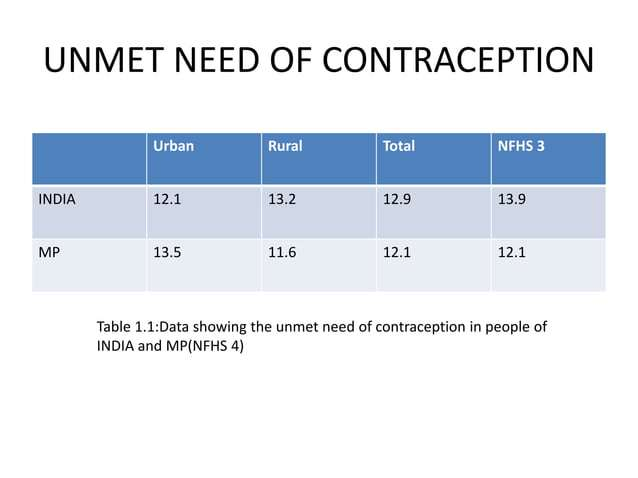 UNMET NEED OF CONTRACEPTION
Urban Rural Total NFHS 3
INDIA 12.1 13.2 12.9 13.9
MP 13.5 11.6 12.1 12.1
Table 1.1:Data showing the unmet need of contraception in people of
INDIA and MP(NFHS 4)